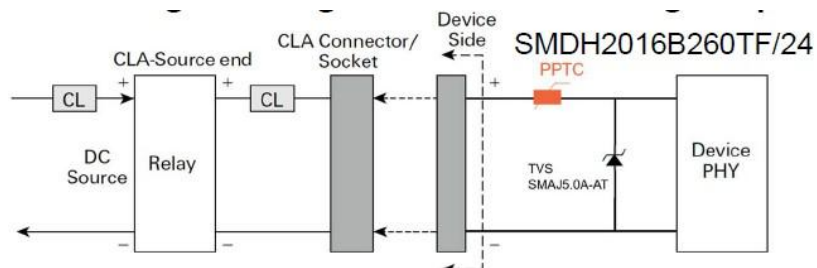 Device
Side
SMDH2016B260TF/24
CLA Connector/
Socket
CLA-Source end
PPTC
+
+
+
CL
CL
DC
Source
Relay
TVS
SMAJ5.0A-AT
Device
PHY
–
–
–